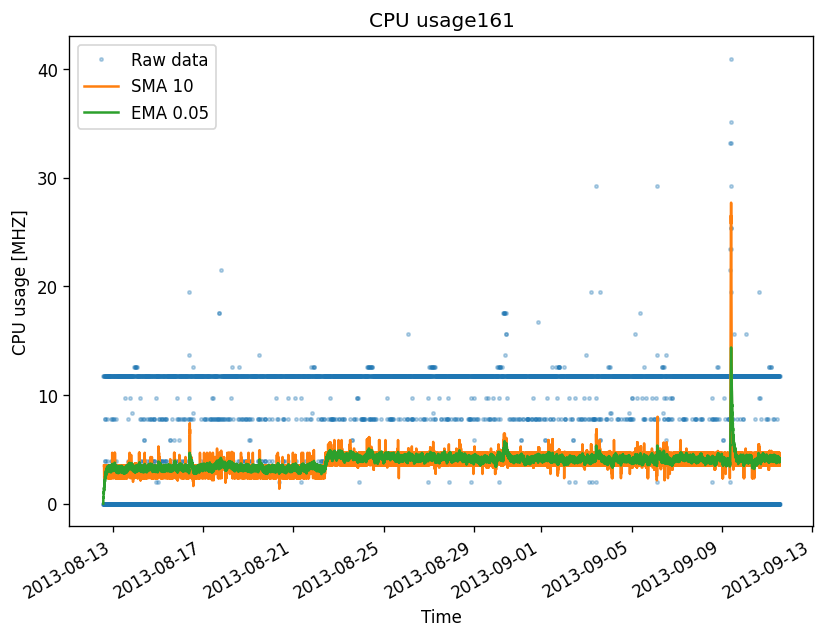 CPU usage161
Raw data
SMA 10
EMA 0.05
CPU usage [MHZ]
40
30
20
10
0
2013-08-13
2013-08-17
2013-08-21
2013-08-25
2013-08-29
2013-09-01
2013-09-05
2013-09-09
2013-09-13
Time